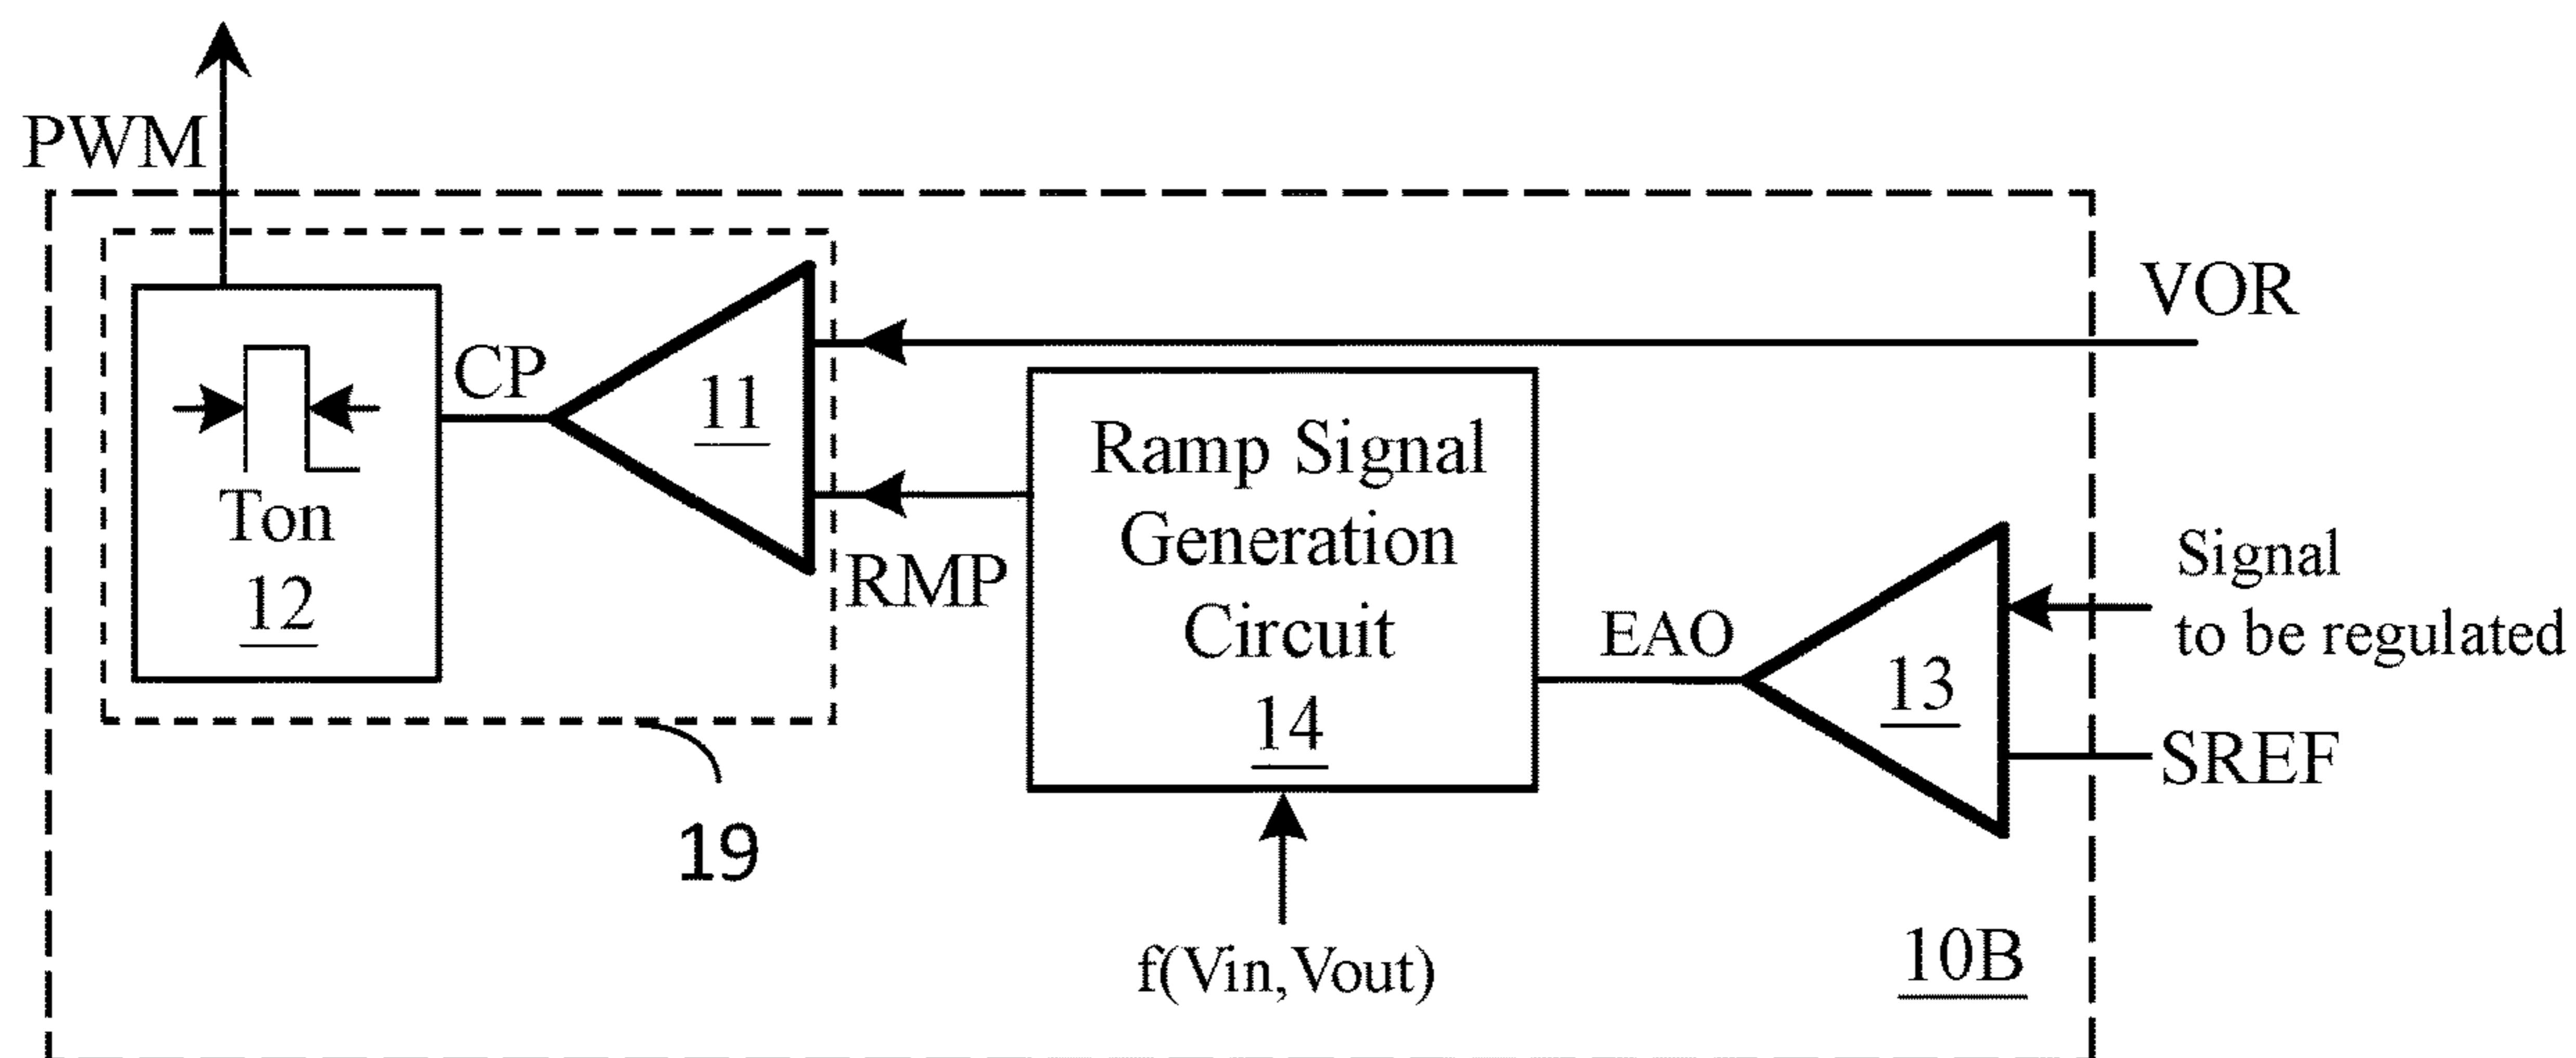 PWM
VOR
CP
11
Ton
12
RMP
Ramp Signal
Generation
Circuit
14
EAO
13
Signal
to be regulated
SREF
19
f(Vin,Vout)
10B